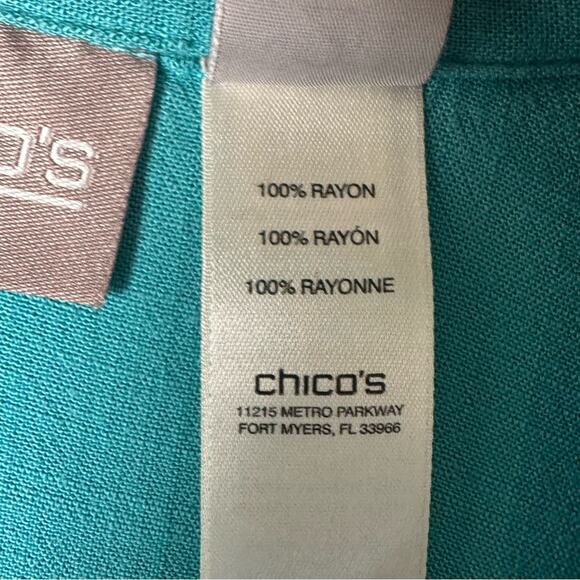 O's
100% RAYON
100% RAYÓN
100% RAYONNE
chico's
11215 METRO PARKWAY
FORT MYERS, FL 33966